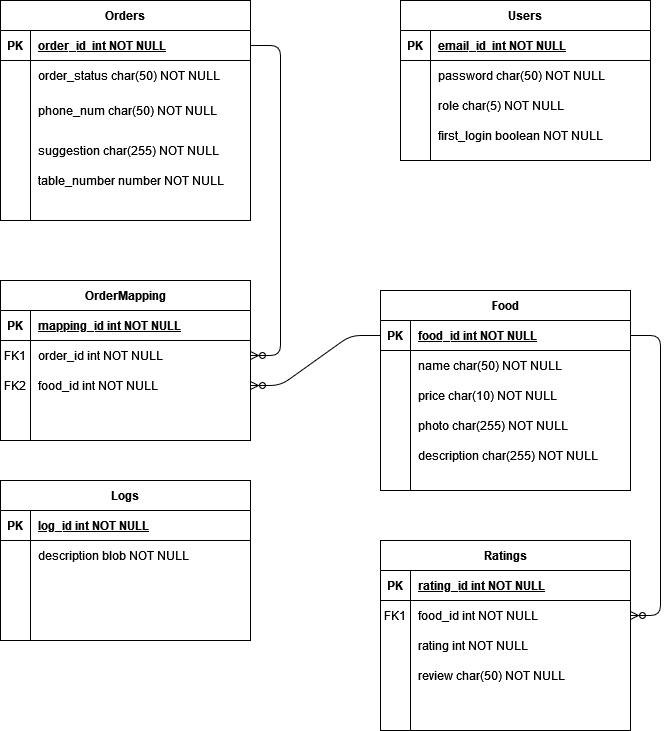 Orders
PK order_id int NOT NULL
order_status char(50) NOT NULL
phone_num char(50) NOT NULL
suggestion char(255) NOT NULL
table_number number NOT NULL
Users
PK email_id int NOT NULL
password char(50) NOT NULL
role char(5) NOT NULL
first_login boolean NOT NULL
OrderMapping
PK mapping_id int NOT NULL
FK1 order_id int NOT NULL
FK2 food_id int NOT NULL
Food
PK food_id int NOT NULL
name char(50) NOT NULL
price char(10) NOT NULL
photo char(255) NOT NULL
description char(255) NOT NULL
Logs
PK log_id int NOT NULL
description blob NOT NULL
Ratings
PK rating_id int NOT NULL
FK1 food_id int NOT NULL
rating int NOT NULL
review char(50) NOT NULL